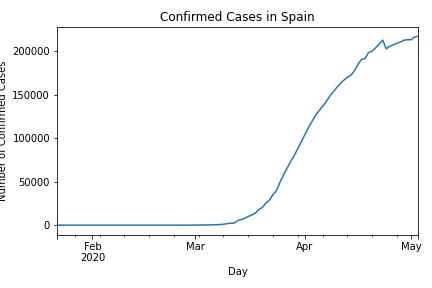 Confirmed Cases in Spain
Number of Confirmed Cases
200000
150000
100000
50000
0
Feb
2020
Mar
Apr
May
Day